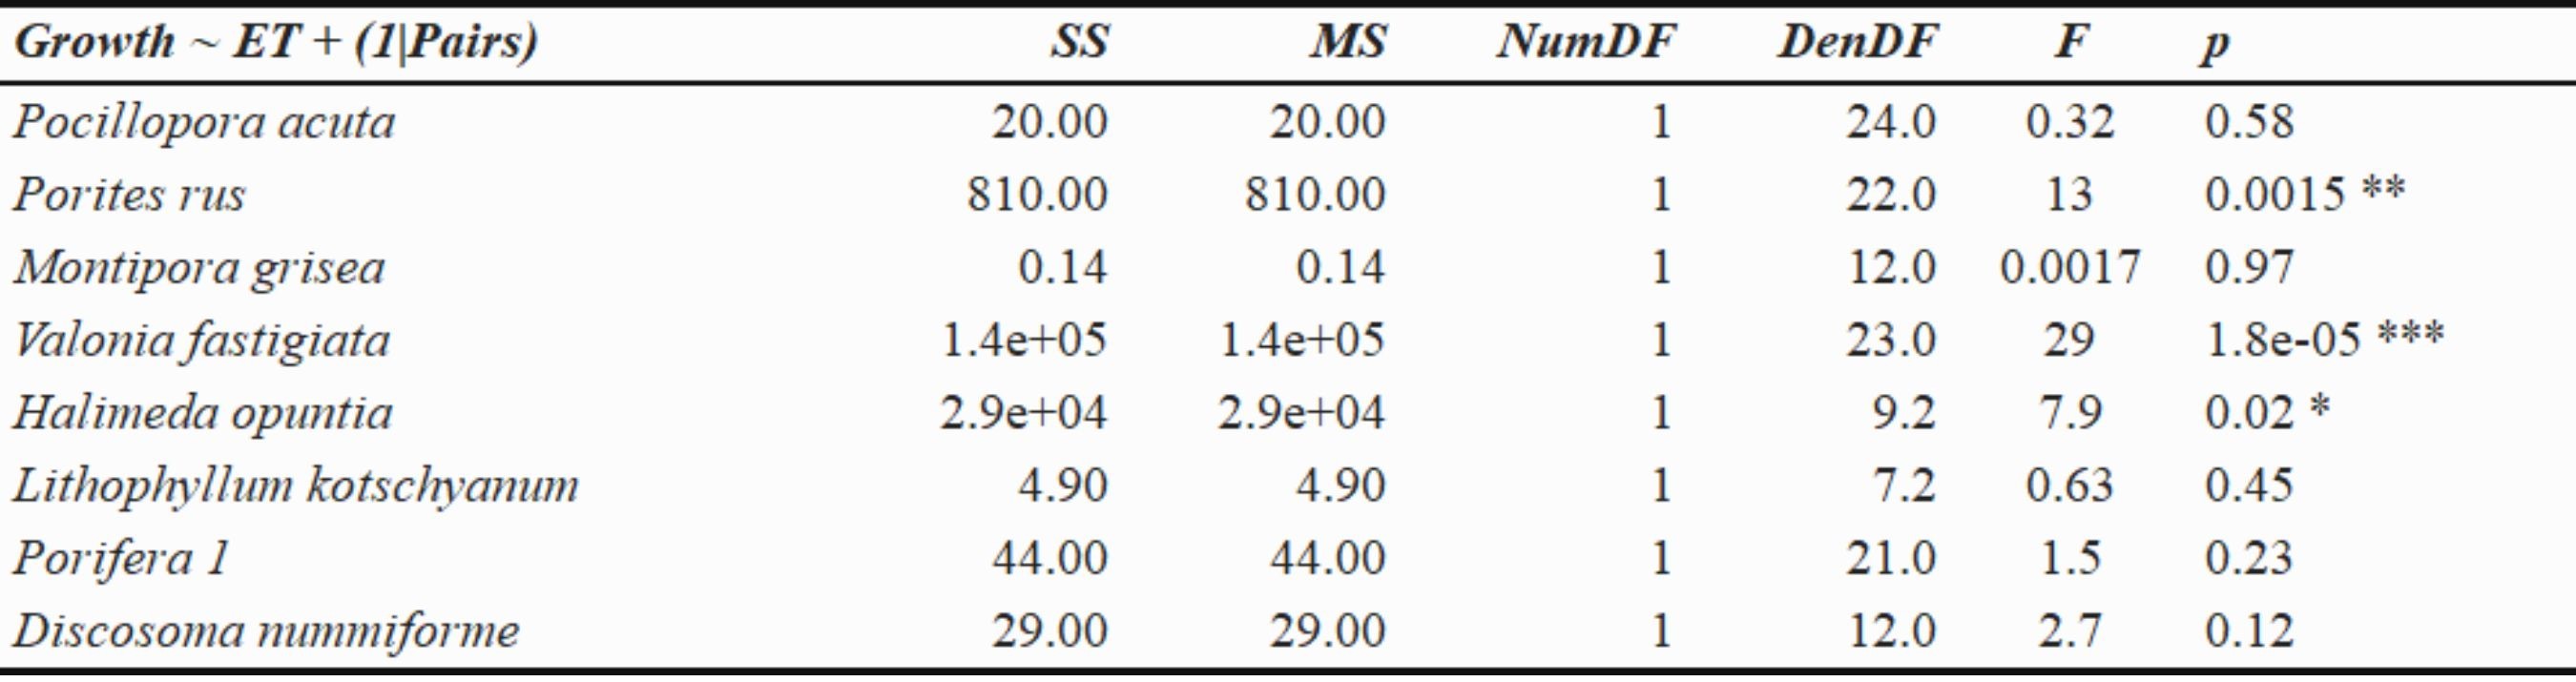 Growth ~ ET + (1|Pairs) SS MS NumDF DenDF F p
Pocillopora acuta 20.00 20.00 1 24.0 0.32 0.58
Porites rus 810.00 810.00 1 22.0 13 0.0015 **
Montipora grisea 0.14 0.14 1 12.0 0.0017 0.97
Valonia fastigiata 1.4e+05 1.4e+05 1 23.0 29 1.8e-05 ***
Halimeda opuntia 2.9e+04 2.9e+04 1 9.2 7.9 0.02 *
Lithophyllum kotschyanum 4.90 4.90 1 7.2 0.63 0.45
Porifera 1 44.00 44.00 1 21.0 1.5 0.23
Discosoma nummiforme 29.00 29.00 1 12.0 2.7 0.12